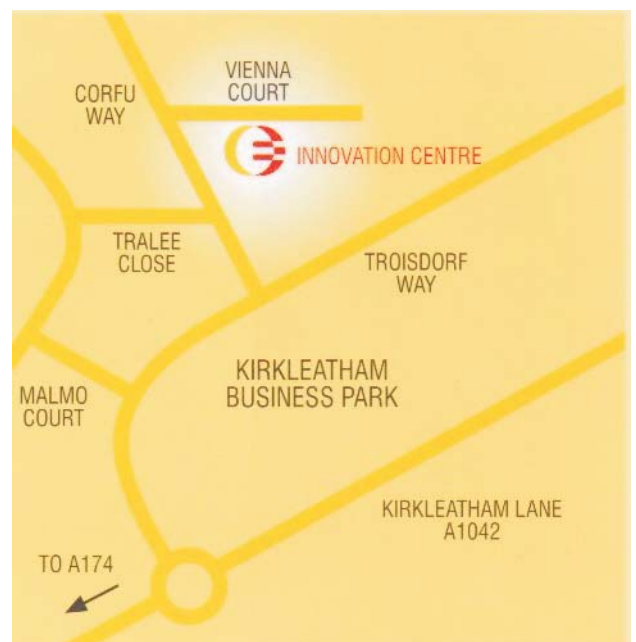 VIENNA
COURT
CORFU
WAY
INNOVATION CENTRE
TRALEE
CLOSE
TROISDORF
WAY
KIRKLEATHAM
BUSINESS PARK
MALMO
COURT
KIRKLEATHAM LANE
A1042
TO A174